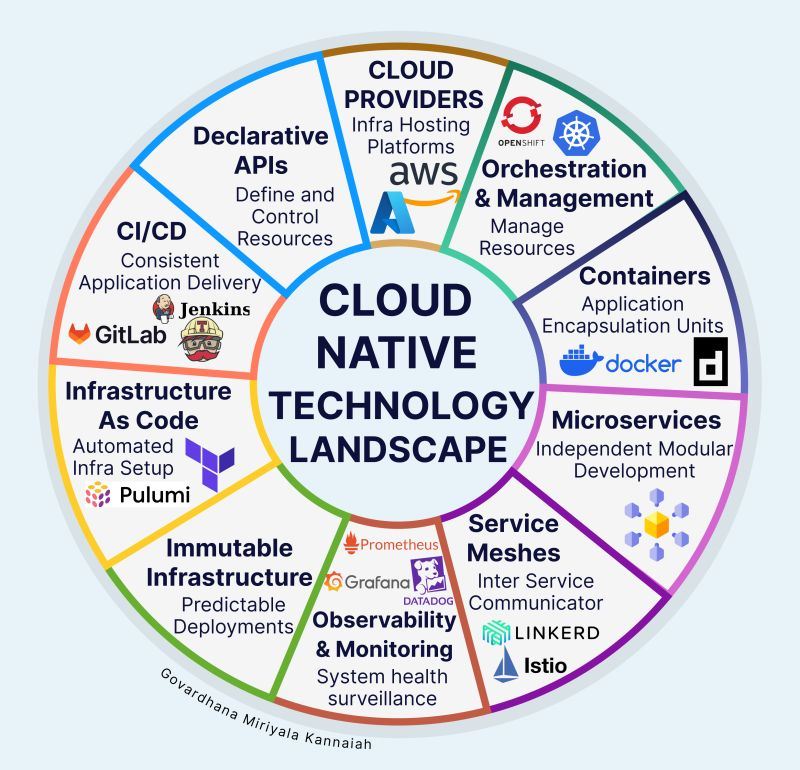 CLOUD
NATIVE
TECHNOLOGY
LANDSCAPE
CLOUD
PROVIDERS
Infra Hosting
Platforms
aws
OPENSHIFT
Orchestration
& Management
Manage
Resources
Containers
Application
Encapsulation Units
docker
d
Microservices
Independent Modular
Development
Service
Meshes
Inter Service
Communicator
LINKERD
Istio
Prometheus
Grafana
DATADOG
Observability
& Monitoring
System health
surveillance
Immutable
Infrastructure
Predictable
Deployments
Infrastructure
As Code
Automated
Infra Setup
Pulumi
CI/CD
Consistent
Application Delivery
Jenkins
GitLab
T
Declarative
APIs
Define and
Control
Resources
Govardhana Miriyala Kannaiah